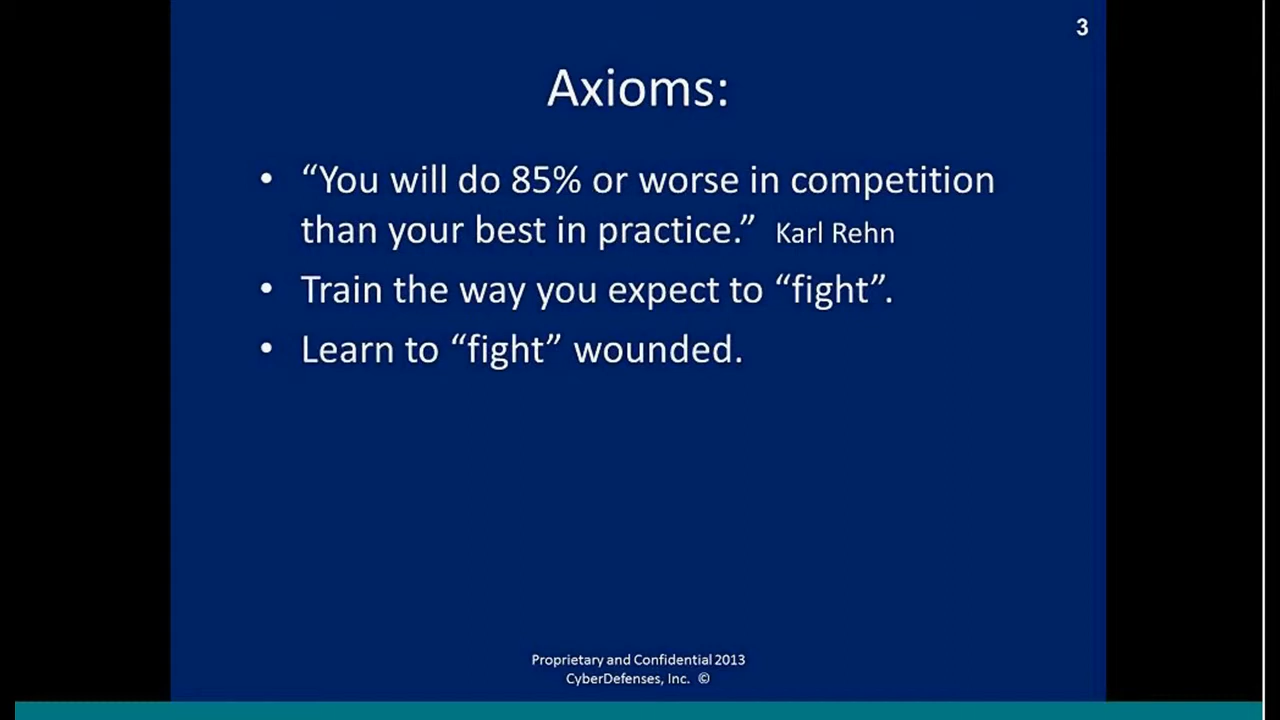 3
Axioms:
• “You will do 85% or worse in competition
than your best in practice.” Karl Rehn
• Train the way you expect to “fight”.
• Learn to “fight” wounded.
Proprietary and Confidential 2013
CyberDefenses, Inc. ©